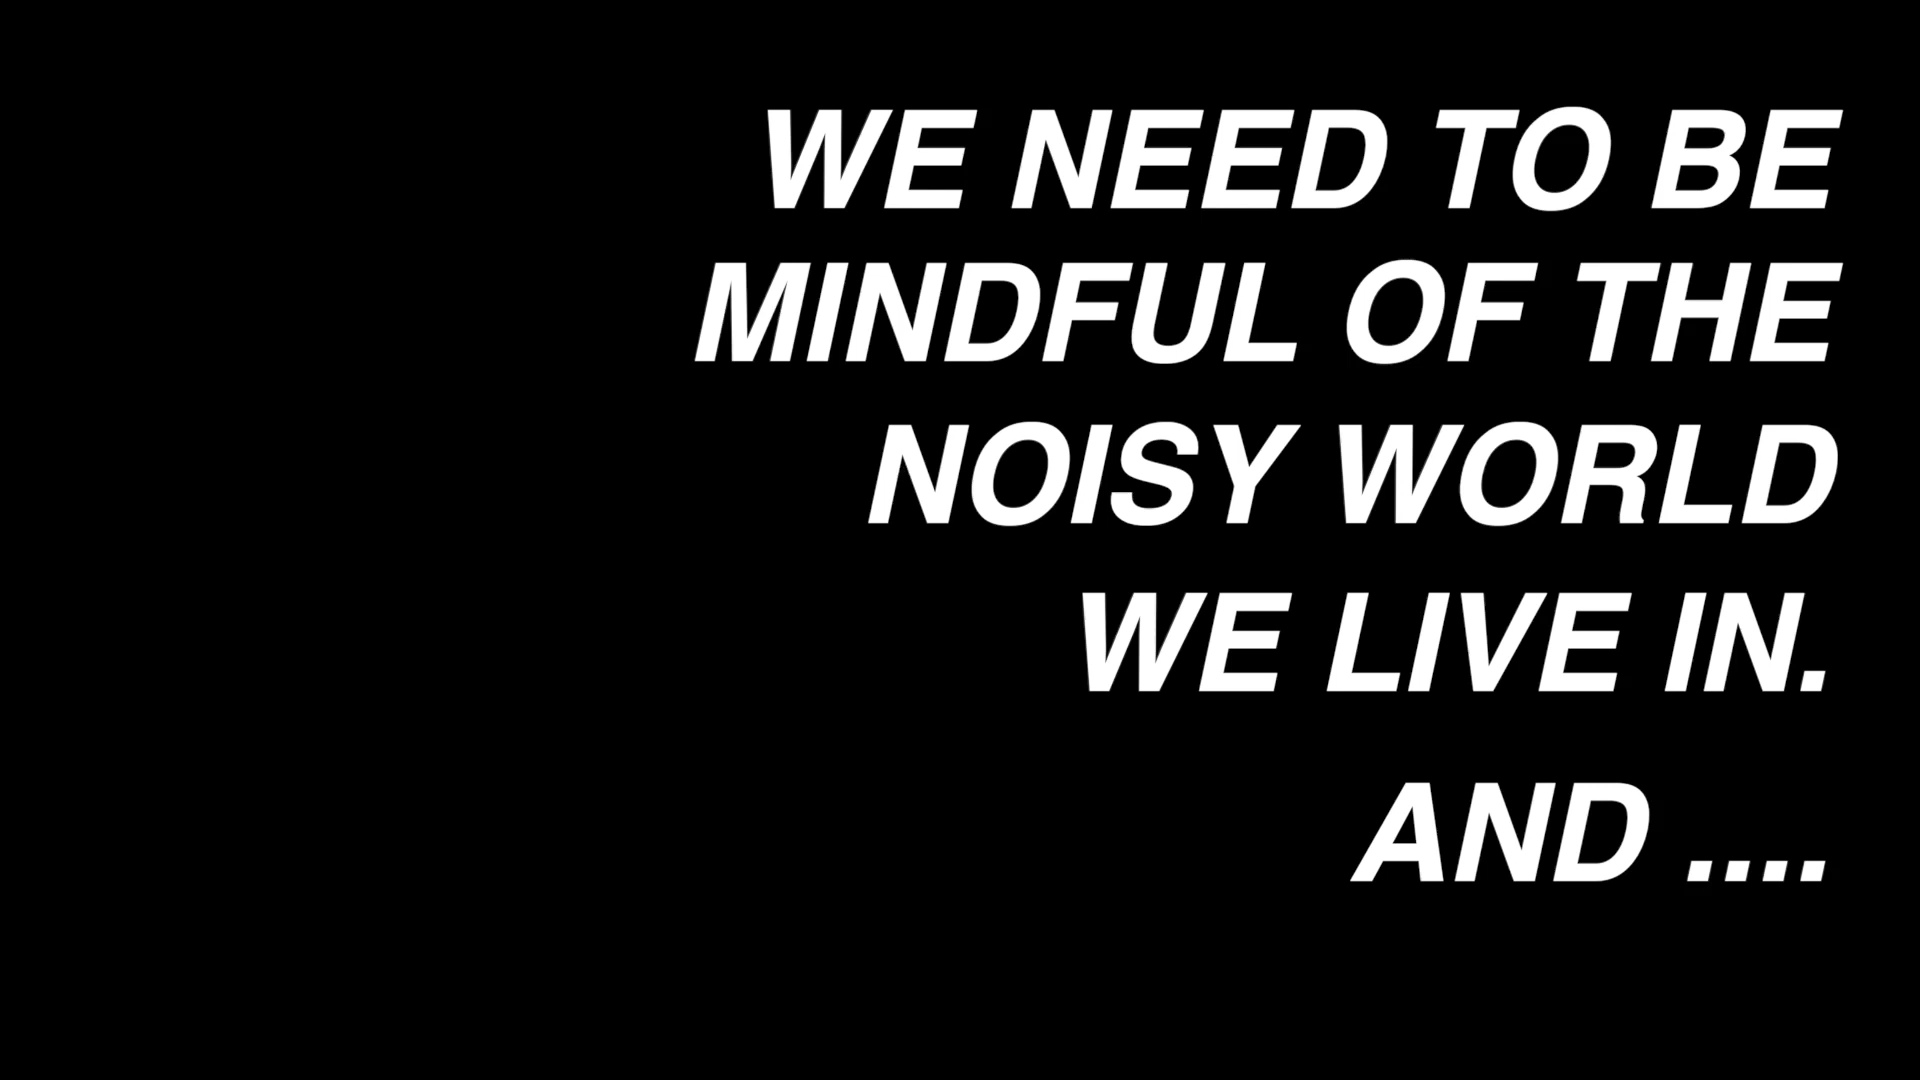 WE NEED TO BE
MINDFUL OF THE
NOISY WORLD
WE LIVE IN.
AND ....